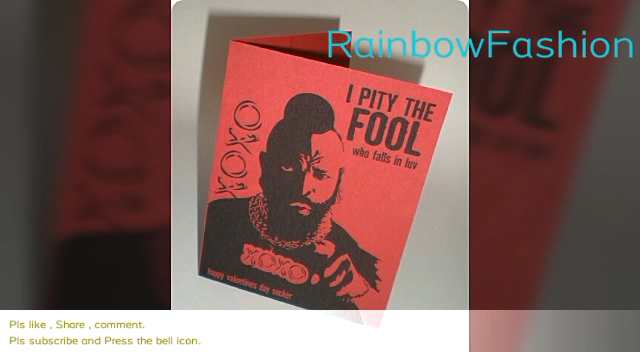 RainbowFashion
I PITY THE
FOOL
who falls in luv
XOXO
XOXO
happy valentines day sucker
Pls like , Share , comment.
Pls subscribe and Press the bell icon.